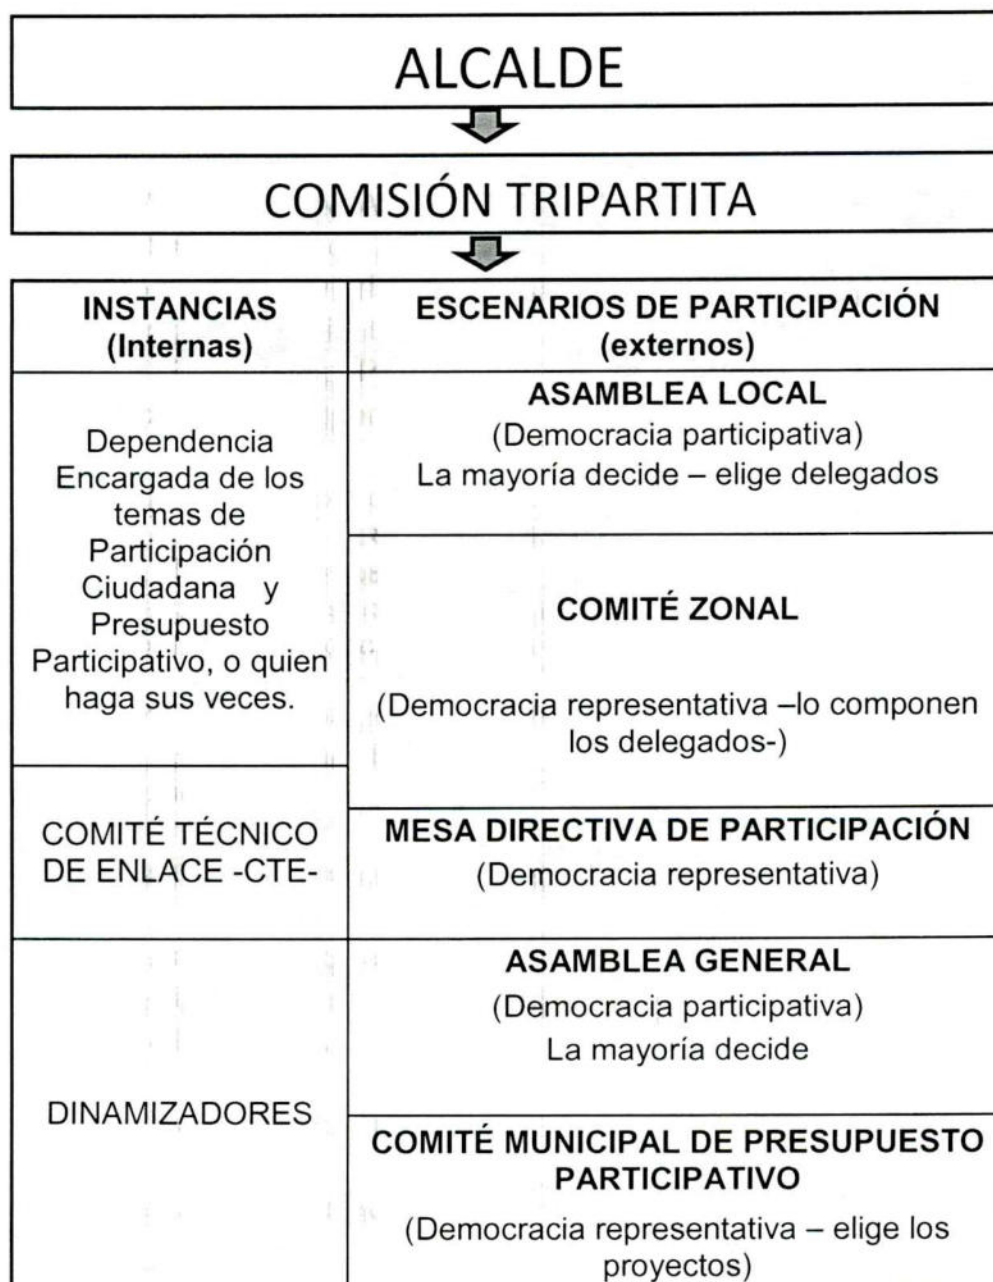 ALCALDE
COMISIÓN TRIPARTITA
INSTANCIAS
(Internas)
ESCENARIOS DE PARTICIPACIÓN
(externos)
Dependencia
Encargada de los
temas de
Participación
Ciudadana y
Presupuesto
Participativo, o quien
haga sus veces.
ASAMBLEA LOCAL
(Democracia participativa)
La mayoría decide – elige delegados
COMITÉ ZONAL
(Democracia representativa –lo componen
los delegados-)
COMITÉ TÉCNICO
DE ENLACE -CTE-
MESA DIRECTIVA DE PARTICIPACIÓN
(Democracia representativa)
DINAMIZADORES
ASAMBLEA GENERAL
(Democracia participativa)
La mayoría decide
COMITÉ MUNICIPAL DE PRESUPUESTO
PARTICIPATIVO
(Democracia representativa – elige los
proyectos)